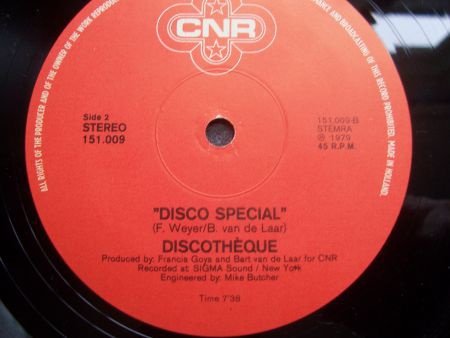 CNR
ALL RIGHTS OF THE PRODUCER AND OF THE OWNER OF THE WORK REPRODUCED
AND BROADCASTING OF THIS RECORD PROHIBITED. MADE IN HOLLAND.
Side 2
STEREO
151.009
151.009-B
STEMRA
℗ 1979
45 R.P.M.
"DISCO SPECIAL"
(F. Weyer/B. van de Laar)
DISCOTHÈQUE
Produced by: Francis Goya and Bart van de Laar for CNR
Recorded at SIGMA Sound / New York
Engineered by: Mike Butcher
Time 7'38